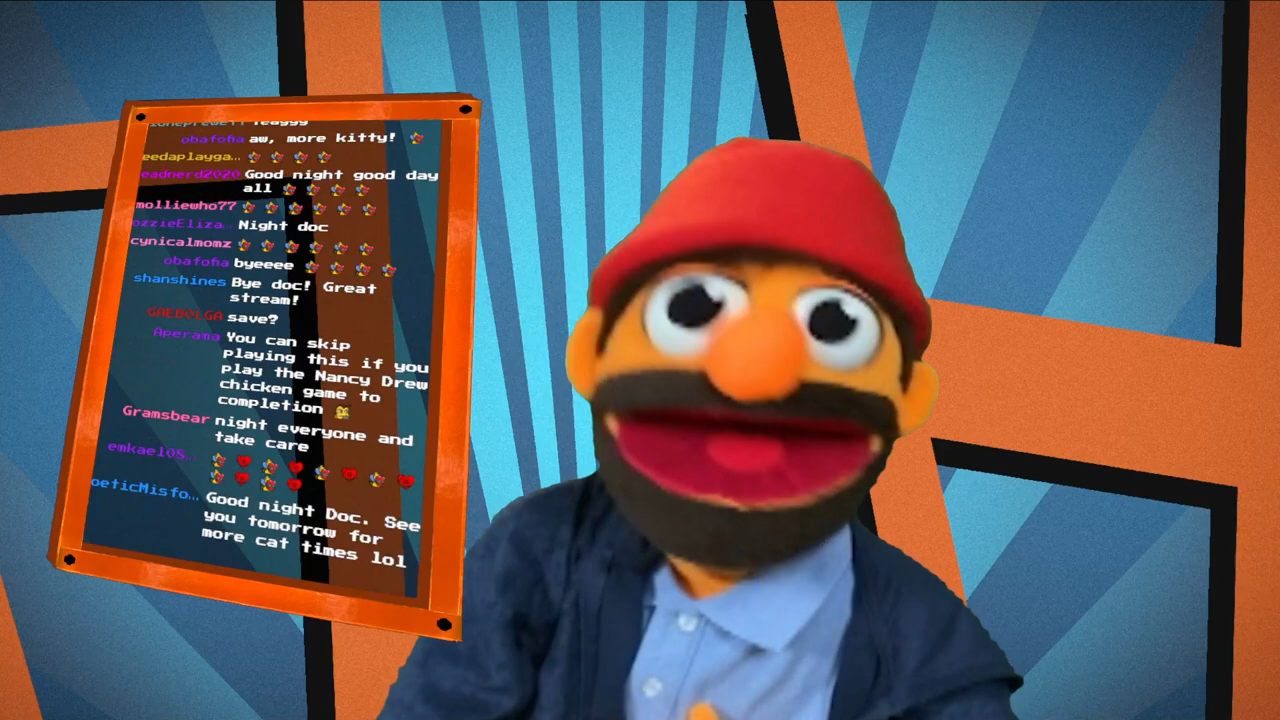 yeayyy
obafofia aw, more kitty!
eedaplayga…
eadnerd2020 Good night good day
all
molliewho77
ozzieEliza… Night doc
cynicalmomz
obafofia byeeee
shanshines Bye doc! Great
stream!
GAEBOLGA save?
Aperama You can skip
playing this if you
play the Nancy Drew
chicken game to
completion
Gramsbear night everyone and
take care
emkael08…
oeticMisfo… Good night Doc. See
you tomorrow for
more cat times lol